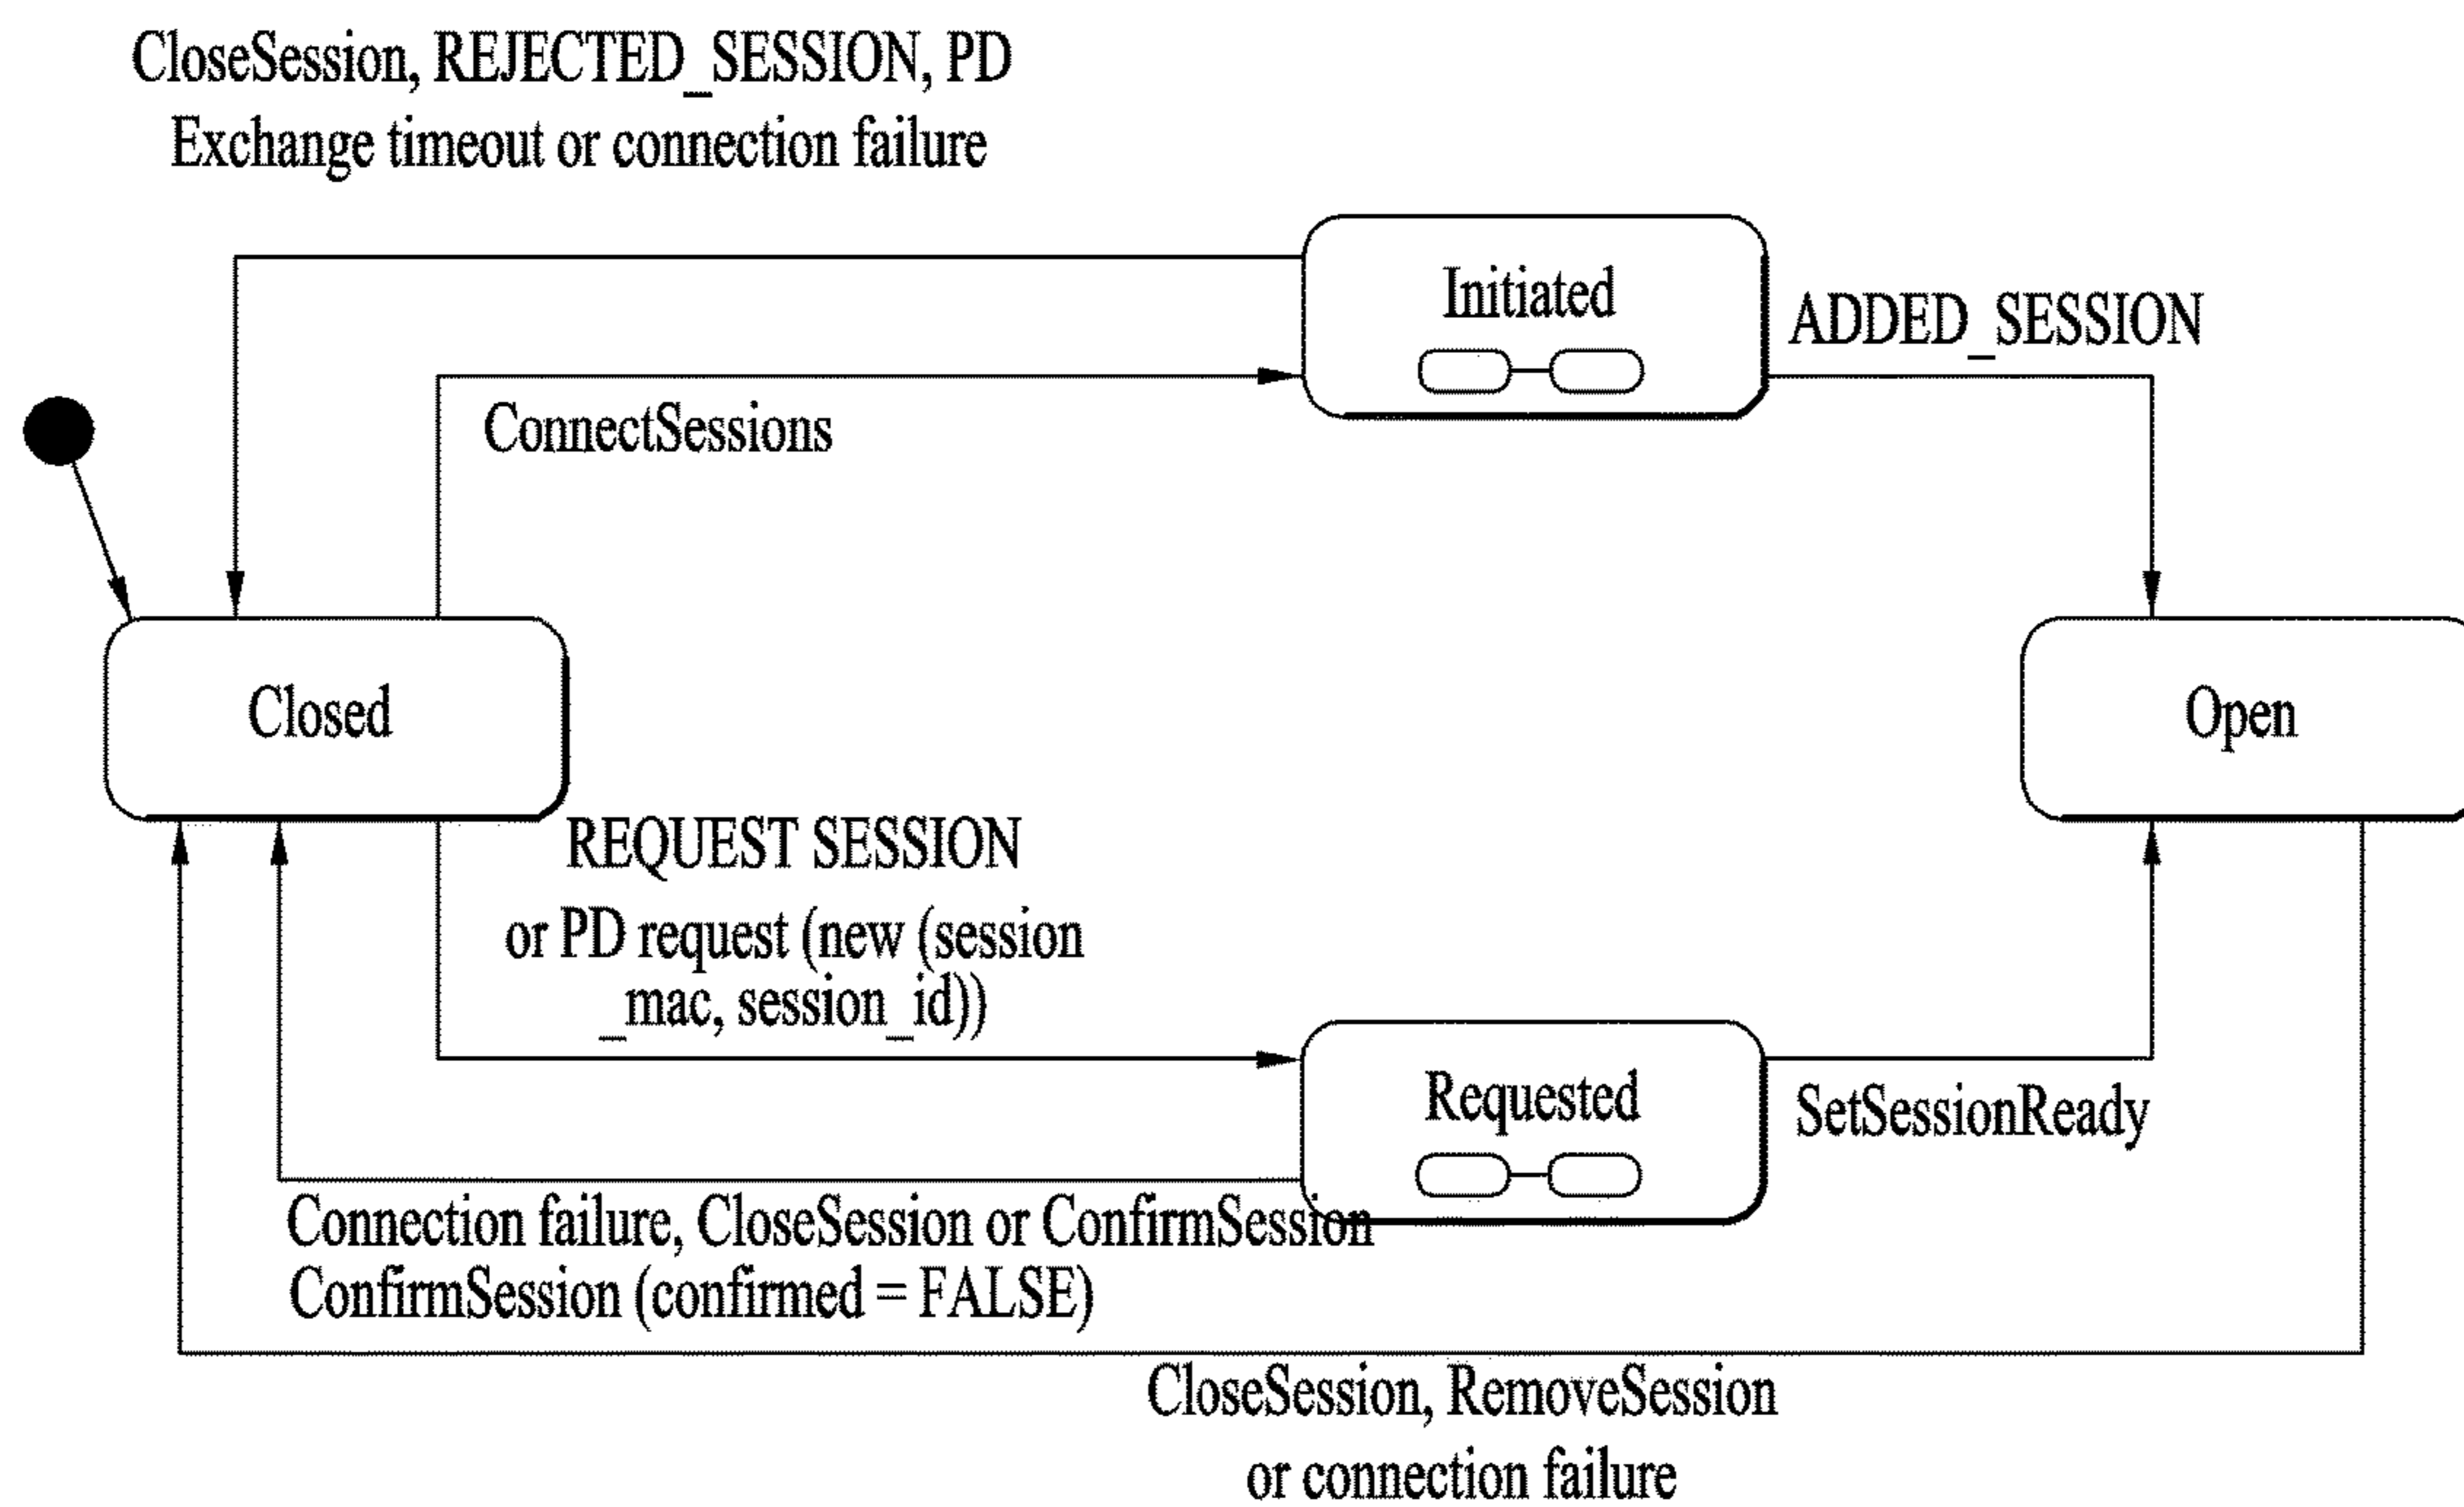 CloseSession, REJECTED_SESSION, PD
Exchange timeout or connection failure
Initiated
ADDED_SESSION
ConnectSessions
Closed
Open
REQUEST SESSION
or PD request (new (session
_mac, session_id))
Requested
SetSessionReady
Connection failure, CloseSession or ConfirmSession
ConfirmSession (confirmed = FALSE)
CloseSession, RemoveSession
or connection failure